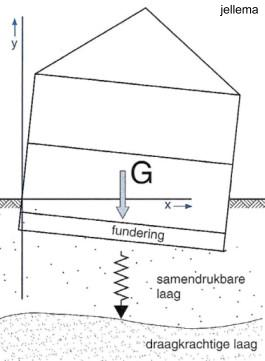 jellema
y
G
x
fundering
samendrukbare
laag
draagkrachtige laag